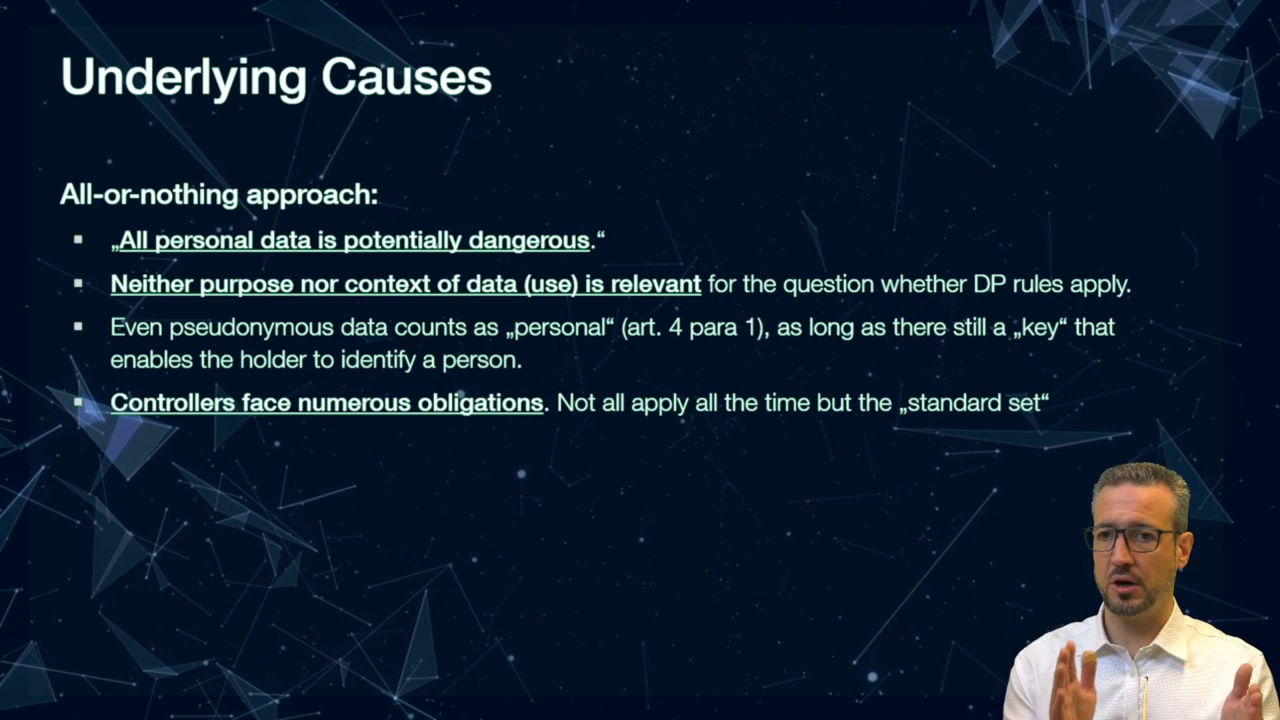 Underlying Causes
All-or-nothing approach:
▪ „All personal data is potentially dangerous.“
▪ Neither purpose nor context of data (use) is relevant for the question whether DP rules apply.
▪ Even pseudonymous data counts as „personal“ (art. 4 para 1), as long as there still a „key“ that
enables the holder to identify a person.
▪ Controllers face numerous obligations. Not all apply all the time but the „standard set“